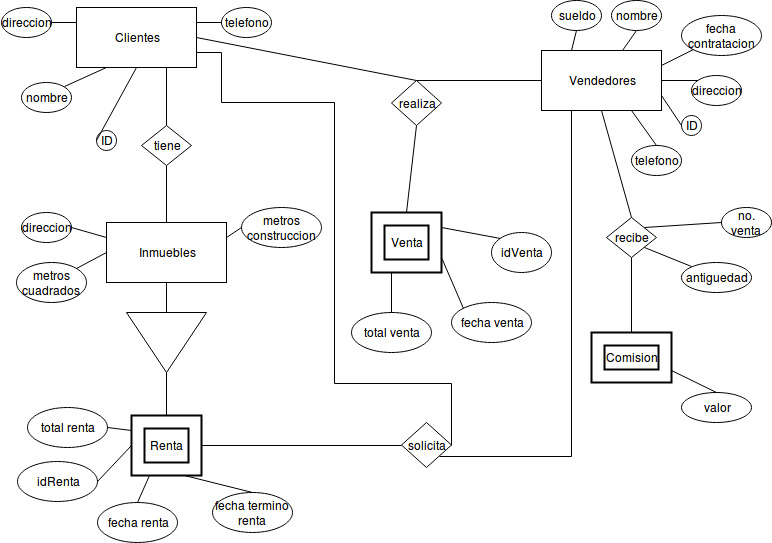 direccion
Clientes
telefono
nombre
ID
tiene
sueldo
nombre
fecha
contratacion
Vendedores
direccion
ID
telefono
realiza
direccion
metros
construccion
Inmuebles
metros
cuadrados
Venta
idVenta
total venta
fecha venta
recibe
no.
venta
antiguedad
Comision
valor
total renta
Renta
idRenta
fecha renta
fecha termino
renta
solicita